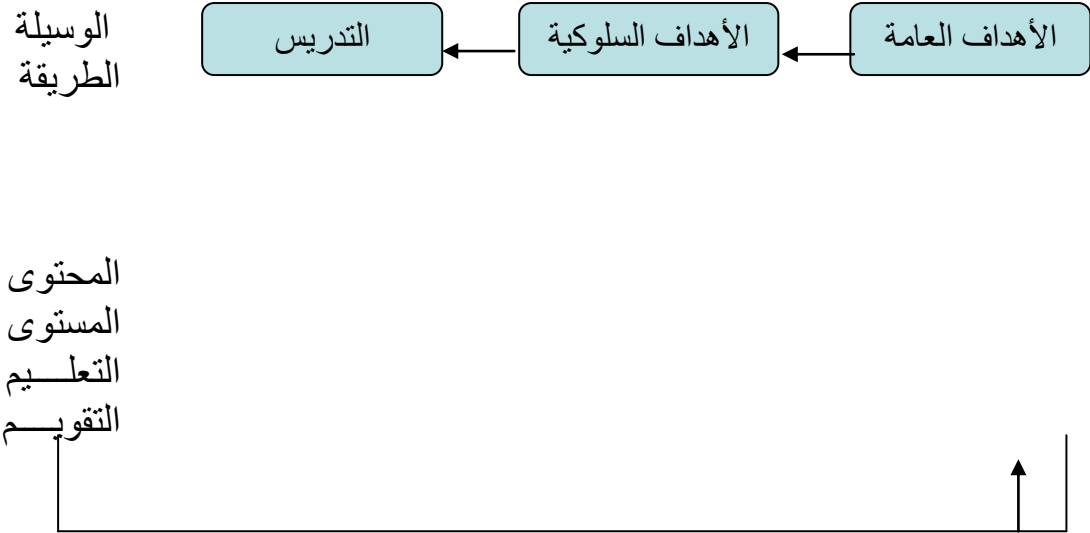 الأهداف العامة
الأهداف السلوكية
التدريس
الوسيلة
الطريقة
المحتوى
المستوى
التعلـــيم
التقويـــم